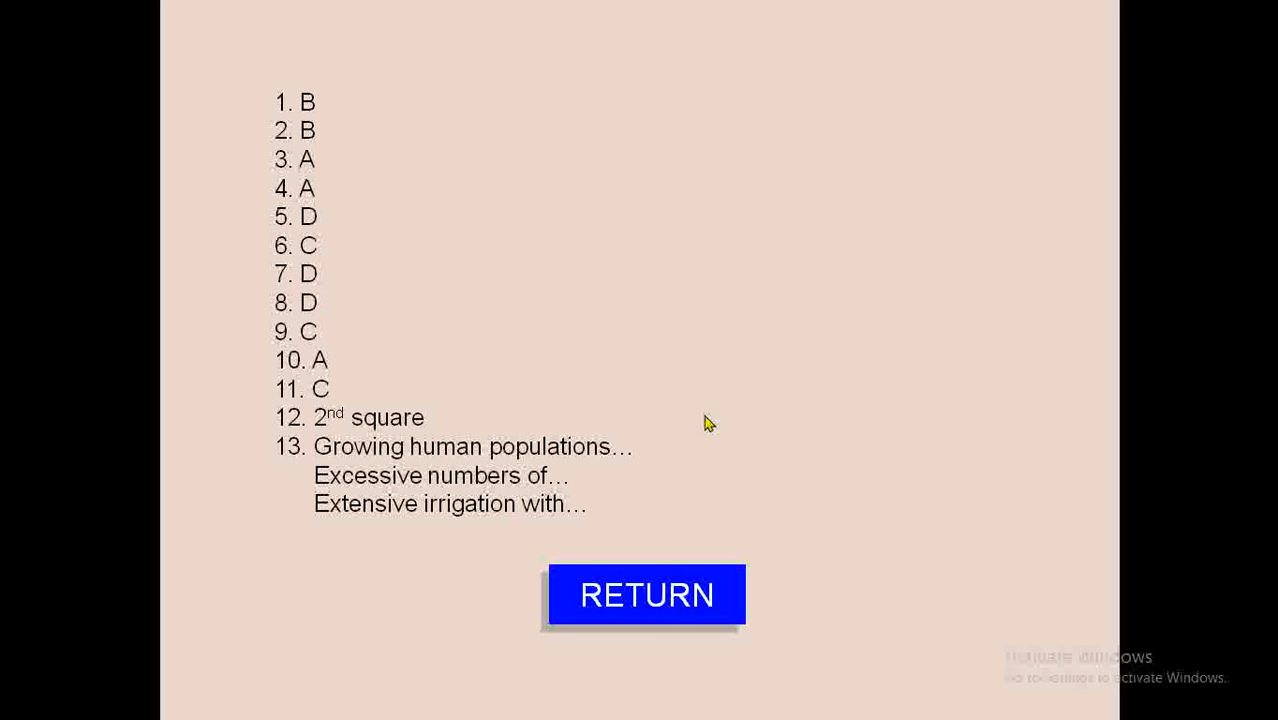 1. B
2. B
3. A
4. A
5. D
6. C
7. D
8. D
9. C
10. A
11. C
12. 2nd square
13. Growing human populations…
Excessive numbers of…
Extensive irrigation with…
RETURN
Windows
to activate Windows.